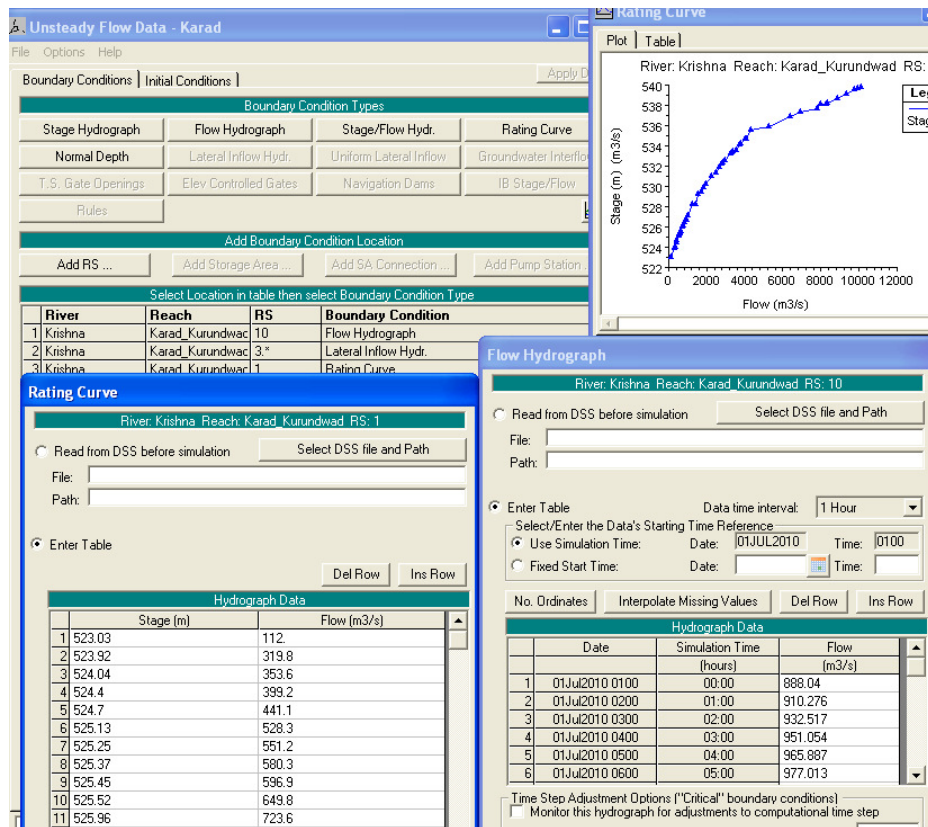 Unsteady Flow Data - Karad
File Options Help
Boundary Conditions Initial Conditions
Apply D
Boundary Condition Types
Stage Hydrograph Flow Hydrograph Stage/Flow Hydr. Rating Curve
Normal Depth Lateral Inflow Hydr. Uniform Lateral Inflow Groundwater Interflo
T.S. Gate Openings Elev Controlled Gates Navigation Dams IB Stage/Flow
Rules
Add Boundary Condition Location
Add RS ... Add Storage Area ... Add SA Connection ... Add Pump Station .
Select Location in table then select Boundary Condition Type
River Reach RS Boundary Condition
1 Krishna Karad_Kurundwac 10 Flow Hydrograph
2 Krishna Karad_Kurundwac 3.* Lateral Inflow Hydr.
3 Krishna Karad_Kurundwac 1 Rating Curve
Rating Curve
Plot Table
River: Krishna Reach: Karad_Kurundwad RS:
Leg
Stag
540
538
536
534
532
530
528
526
524
522
Stage (m) (m3/s)
0 2000 4000 6000 8000 10000 12000
Flow (m3/s)
Rating Curve
River: Krishna Reach: Karad_Kurundwad RS: 1
Read from DSS before simulation Select DSS file and Path
File:
Path:
Enter Table
Del Row Ins Row
Hydrograph Data
Stage (m) Flow (m3/s)
1 523.03 112.
2 523.92 319.8
3 524.04 353.6
4 524.4 399.2
5 524.7 441.1
6 525.13 528.3
7 525.25 551.2
8 525.37 580.3
9 525.45 596.9
10 525.52 649.8
11 525.96 723.6
Flow Hydrograph
River: Krishna Reach: Karad_Kurundwad RS: 10
Read from DSS before simulation Select DSS file and Path
File:
Path:
Enter Table Data time interval: 1 Hour
Select/Enter the Data's Starting Time Reference
Use Simulation Time: Date: 01JUL2010 Time: 0100
Fixed Start Time: Date: Time:
No. Ordinates Interpolate Missing Values Del Row Ins Row
Hydrograph Data
Date Simulation Time Flow
(hours) (m3/s)
1 01Jul2010 0100 00:00 888.04
2 01Jul2010 0200 01:00 910.276
3 01Jul2010 0300 02:00 932.517
4 01Jul2010 0400 03:00 951.054
5 01Jul2010 0500 04:00 965.887
6 01Jul2010 0600 05:00 977.013
Time Step Adjustment Options ("Critical" boundary conditions)
Monitor this hydrograph for adjustments to computational time step